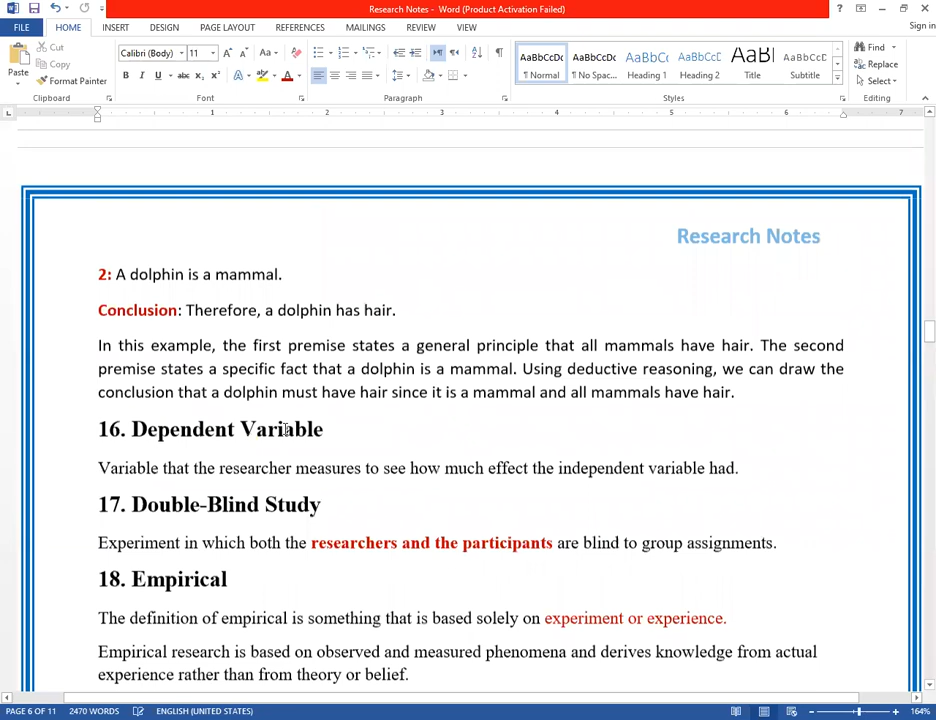 Research Notes - Word (Product Activation Failed)
FILE HOME INSERT DESIGN PAGE LAYOUT REFERENCES MAILINGS REVIEW VIEW Sign in
Paste Cut Copy Format Painter
Calibri (Body) 11
AaBbCcDc AaBbCcDc AaBbCc AaBbCc AaBl AaBbCcC
¶ Normal ¶ No Spac... Heading 1 Heading 2 Title Subtitle
Find Replace Select
Clipboard Font Paragraph Styles Editing
1 2 3 4 5 6 7
Research Notes
2: A dolphin is a mammal.
Conclusion: Therefore, a dolphin has hair.
In this example, the first premise states a general principle that all mammals have hair. The second
premise states a specific fact that a dolphin is a mammal. Using deductive reasoning, we can draw the
conclusion that a dolphin must have hair since it is a mammal and all mammals have hair.
16. Dependent Variable
Variable that the researcher measures to see how much effect the independent variable had.
17. Double-Blind Study
Experiment in which both the researchers and the participants are blind to group assignments.
18. Empirical
The definition of empirical is something that is based solely on experiment or experience.
Empirical research is based on observed and measured phenomena and derives knowledge from actual
experience rather than from theory or belief.
PAGE 6 OF 11 2470 WORDS ENGLISH (UNITED STATES) 164%